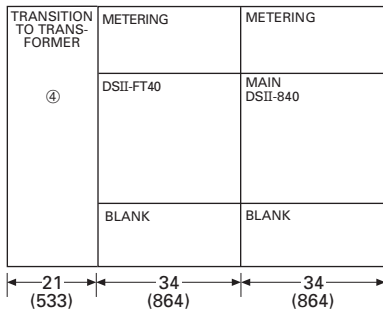 TRANSITION
TO TRANS-
FORMER
④
METERING
DSII-FT40
BLANK
METERING
MAIN
DSII-840
BLANK
21
(533)
34
(864)
34
(864)